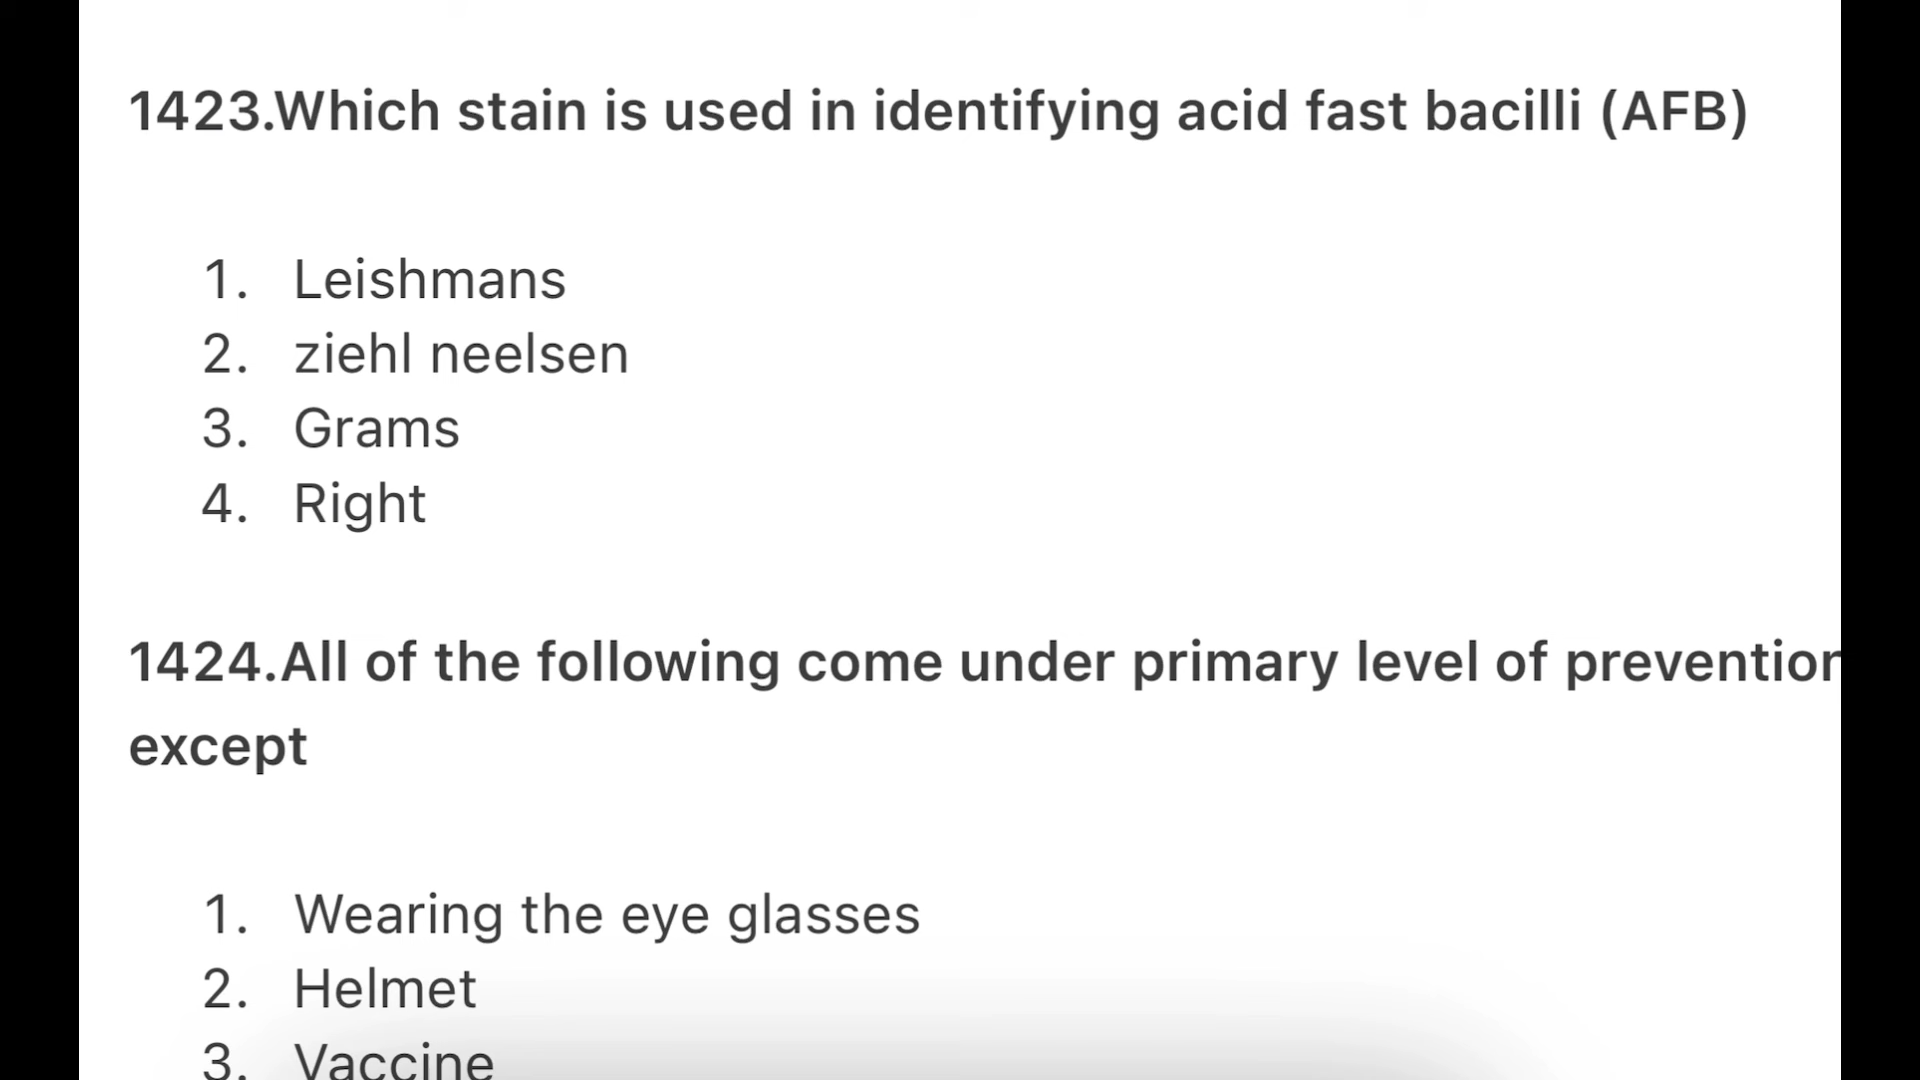 1423.Which stain is used in identifying acid fast bacilli (AFB)
1. Leishmans
2. ziehl neelsen
3. Grams
4. Right
1424.All of the following come under primary level of prevention
except
1. Wearing the eye glasses
2. Helmet
3. Vaccine